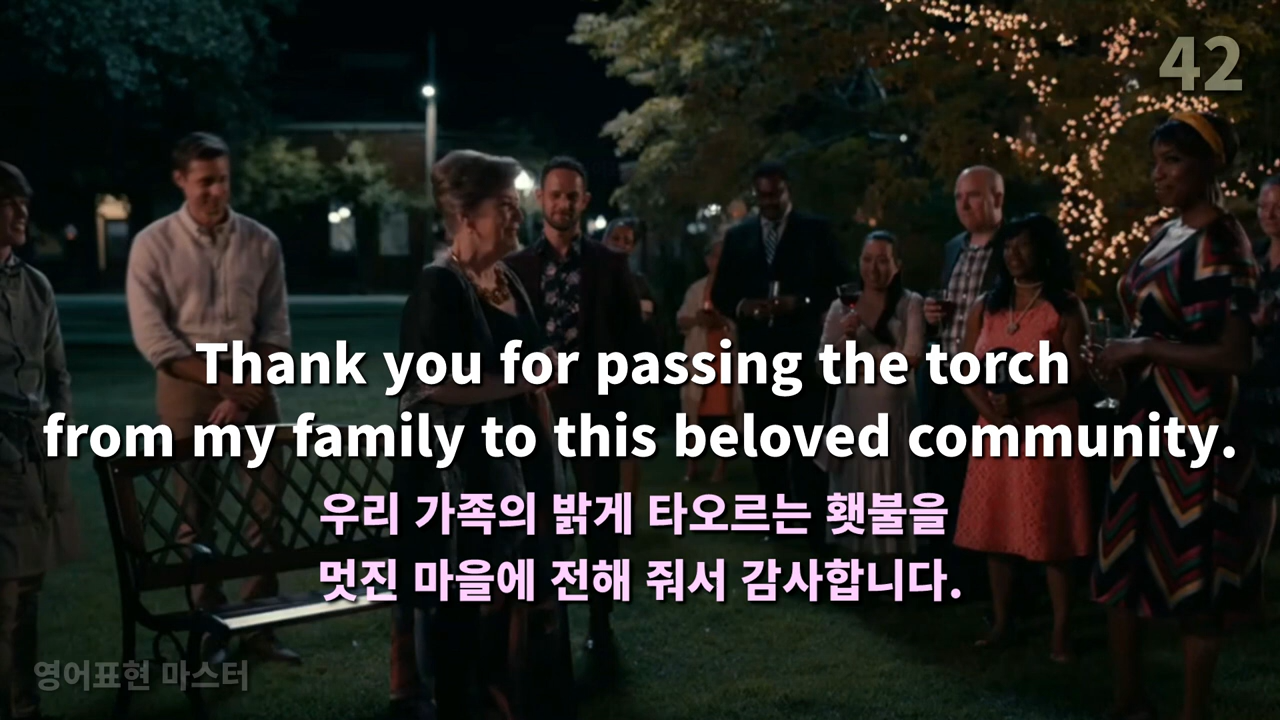 42
Thank you for passing the torch
from my family to this beloved community.
우리 가족의 밝게 타오르는 횃불을
멋진 마을에 전해 줘서 감사합니다.
영어표현 마스터